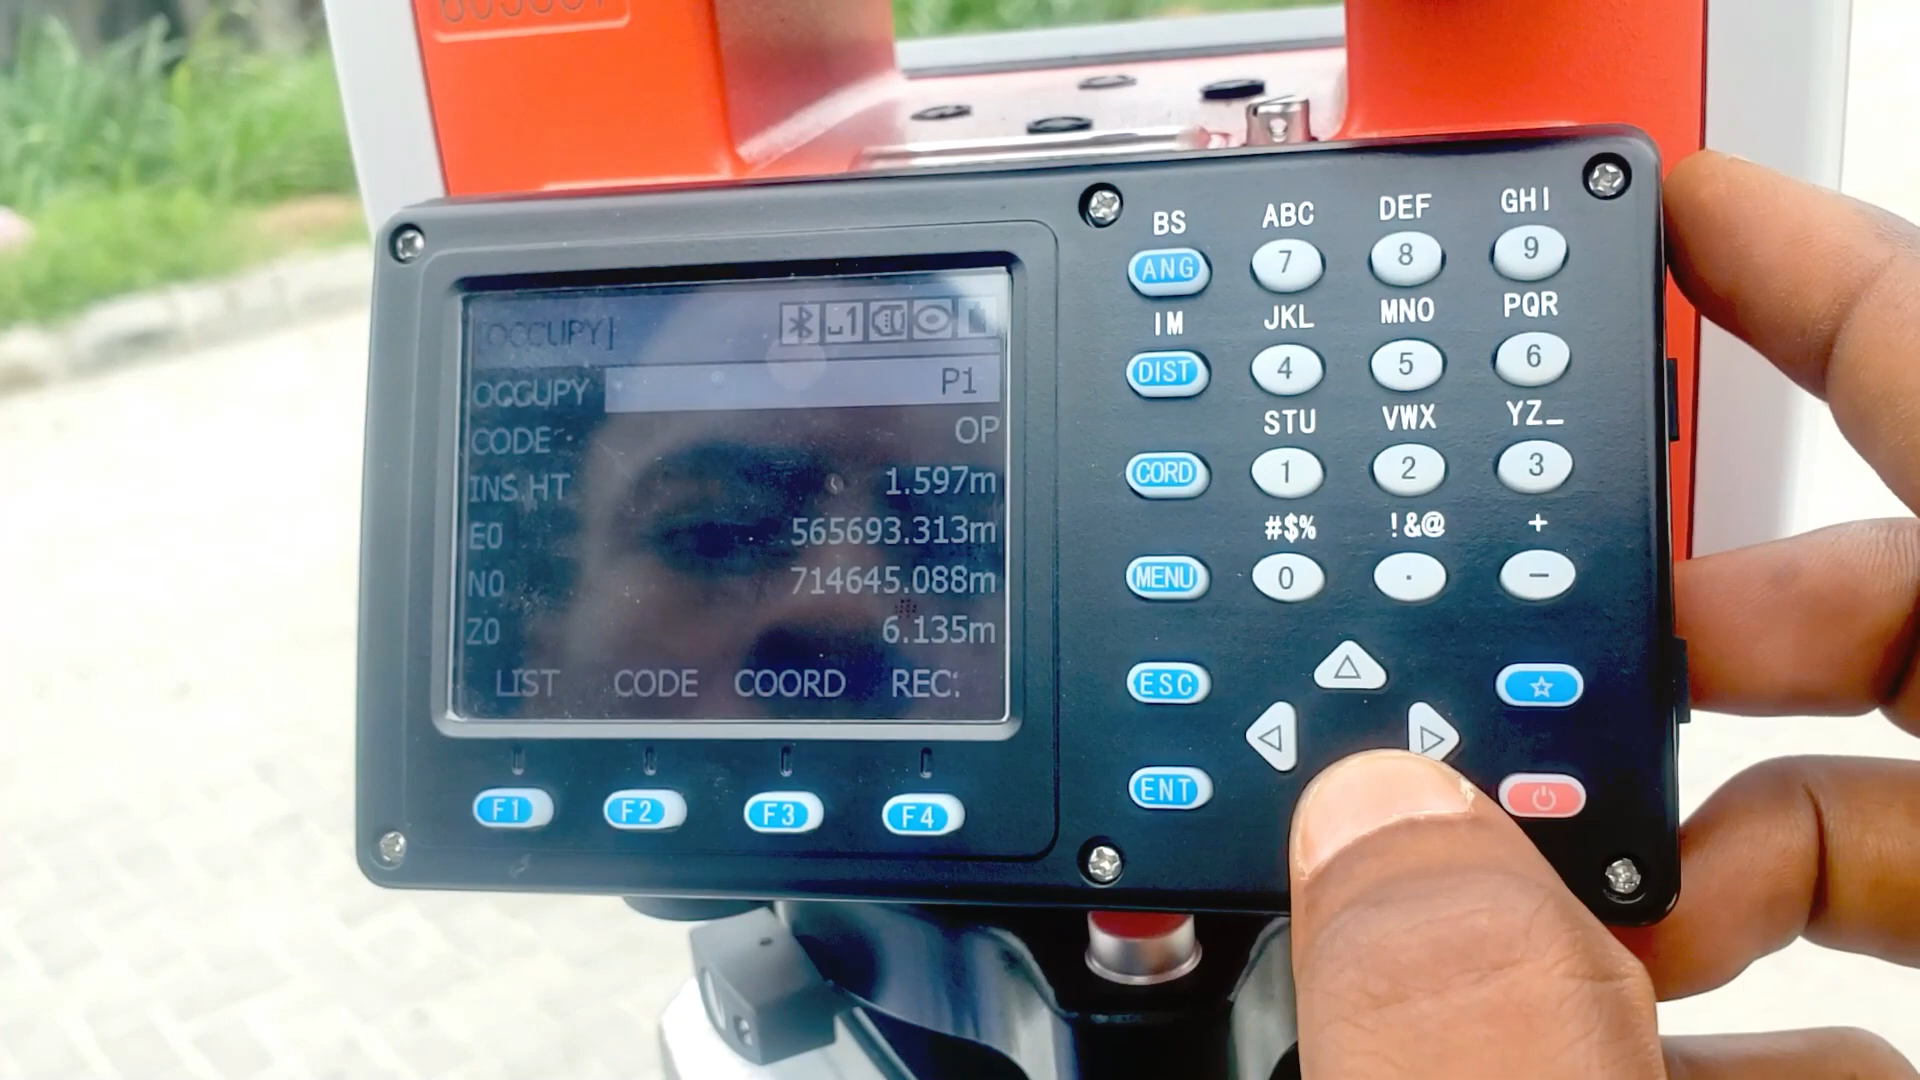 [OCCUPY]
1
OCCUPY P1
CODE OP
INS.HT 1.597m
E0 565693.313m
N0 714645.088m
Z0 6.135m
LIST CODE COORD REC.
F1 F2 F3 F4
BS ABC DEF GHI
ANG 7 8 9
IM JKL MNO PQR
DIST 4 5 6
STU VWX YZ_
CORD 1 2 3
#$% !&@ +
MENU 0 . −
ESC
ENT